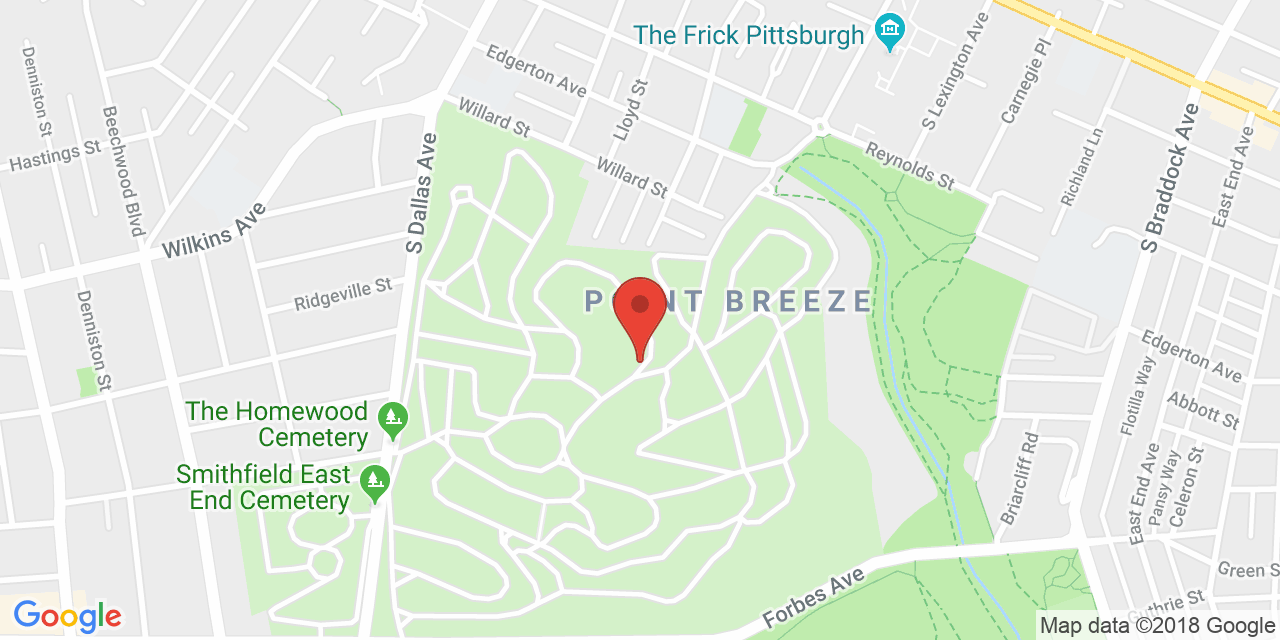 The Frick Pittsburgh
Edgerton Ave
Lloyd St
Willard St
Willard St
S Lexington Ave
Carnegie Pl
Reynolds St
Richland Ln
S Braddock Ave
East End Ave
Denniston St
Beechwood Blvd
Hastings St
Wilkins Ave
S Dallas Ave
Ridgeville St
Denniston St
POINT BREEZE
Edgerton Ave
Flotilla Way
Abbott St
The Homewood
Cemetery
Smithfield East
End Cemetery
Briarcliff Rd
East End Ave
Pansy Way
Celeron St
Forbes Ave
Green S
Guthrie St
Google
Map data ©2018 Google